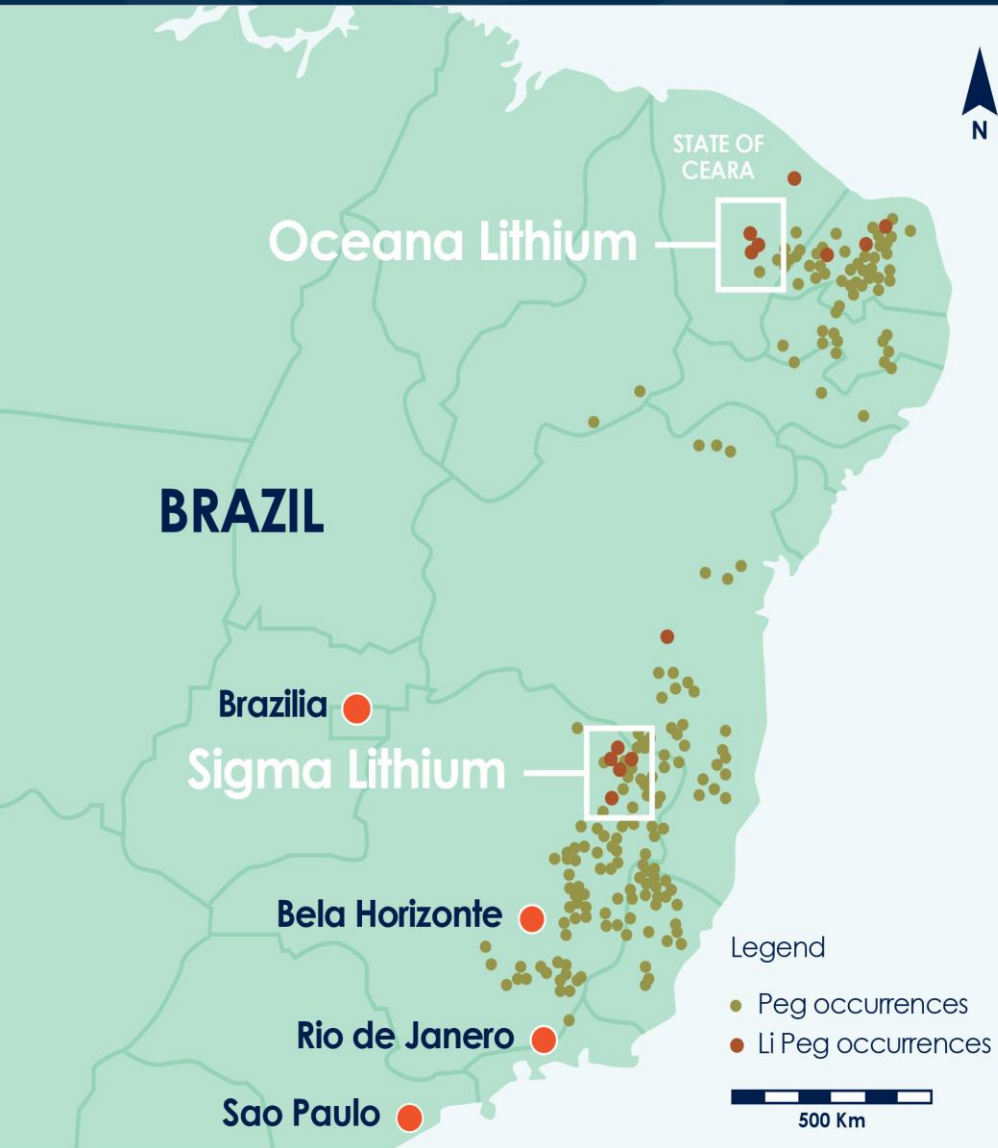 N
STATE OF
CEARA
Oceana Lithium
BRAZIL
Brazilia
Sigma Lithium
Bela Horizonte
Legend
Peg occurrences
Rio de Janero
Li Peg occurrences
Sao Paulo
500 Km